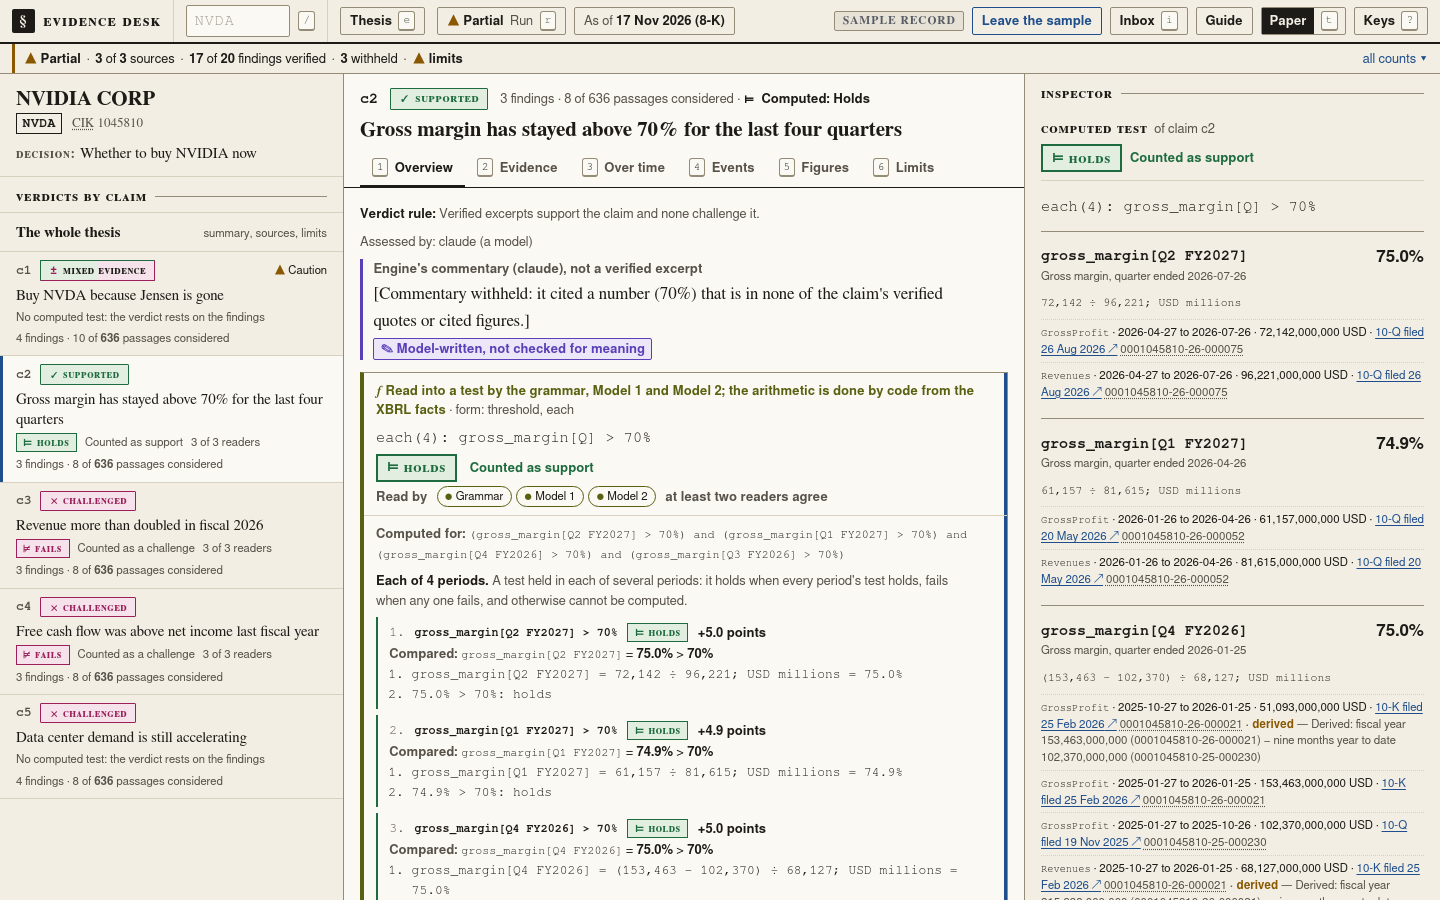 § EVIDENCE DESK
NVDA /
Thesis e
▲ Partial Run r
As of 17 Nov 2026 (8-K)
SAMPLE RECORD
Leave the sample
Inbox i
Guide
Paper t
Keys ?
▲ Partial · 3 of 3 sources · 17 of 20 findings verified · 3 withheld · ▲ limits
all counts ▾
NVIDIA CORP
NVDA CIK 1045810
DECISION: Whether to buy NVIDIA now
VERDICTS BY CLAIM
The whole thesis summary, sources, limits
c1 ± MIXED EVIDENCE ▲ Caution
Buy NVDA because Jensen is gone
No computed test: the verdict rests on the findings
4 findings · 10 of 636 passages considered
c2 ✓ SUPPORTED
Gross margin has stayed above 70% for the last four
quarters
⊨ HOLDS Counted as support 3 of 3 readers
3 findings · 8 of 636 passages considered
c3 × CHALLENGED
Revenue more than doubled in fiscal 2026
⊭ FAILS Counted as a challenge 3 of 3 readers
3 findings · 8 of 636 passages considered
c4 × CHALLENGED
Free cash flow was above net income last fiscal year
⊭ FAILS Counted as a challenge 3 of 3 readers
3 findings · 8 of 636 passages considered
c5 × CHALLENGED
Data center demand is still accelerating
No computed test: the verdict rests on the findings
4 findings · 8 of 636 passages considered
c2 ✓ SUPPORTED 3 findings · 8 of 636 passages considered · ⊨ Computed: Holds
Gross margin has stayed above 70% for the last four quarters
1 Overview 2 Evidence 3 Over time 4 Events 5 Figures 6 Limits
Verdict rule: Verified excerpts support the claim and none challenge it.
Assessed by: claude (a model)
Engine's commentary (claude), not a verified excerpt
[Commentary withheld: it cited a number (70%) that is in none of the claim's verified
quotes or cited figures.]
✎ Model-written, not checked for meaning
ƒ Read into a test by the grammar, Model 1 and Model 2; the arithmetic is done by code from the
XBRL facts · form: threshold, each
each(4): gross_margin[Q] > 70%
⊨ HOLDS Counted as support
Read by ● Grammar ● Model 1 ● Model 2 at least two readers agree
Computed for: (gross_margin[Q2 FY2027] > 70%) and (gross_margin[Q1 FY2027] > 70%) and
(gross_margin[Q4 FY2026] > 70%) and (gross_margin[Q3 FY2026] > 70%)
Each of 4 periods. A test held in each of several periods: it holds when every period's test holds, fails
when any one fails, and otherwise cannot be computed.
1. gross_margin[Q2 FY2027] > 70% ⊨ HOLDS +5.0 points
Compared: gross_margin[Q2 FY2027] = 75.0% > 70%
1. gross_margin[Q2 FY2027] = 72,142 ÷ 96,221; USD millions = 75.0%
2. 75.0% > 70%: holds
2. gross_margin[Q1 FY2027] > 70% ⊨ HOLDS +4.9 points
Compared: gross_margin[Q1 FY2027] = 74.9% > 70%
1. gross_margin[Q1 FY2027] = 61,157 ÷ 81,615; USD millions = 74.9%
2. 74.9% > 70%: holds
3. gross_margin[Q4 FY2026] > 70% ⊨ HOLDS +5.0 points
Compared: gross_margin[Q4 FY2026] = 75.0% > 70%
1. gross_margin[Q4 FY2026] = (153,463 − 102,370) ÷ 68,127; USD millions =
75.0%
INSPECTOR
COMPUTED TEST of claim c2
⊨ HOLDS Counted as support
each(4): gross_margin[Q] > 70%
gross_margin[Q2 FY2027] 75.0%
Gross margin, quarter ended 2026-07-26
72,142 ÷ 96,221; USD millions
GrossProfit · 2026-04-27 to 2026-07-26 · 72,142,000,000 USD · 10-Q filed
26 Aug 2026 ↗ 0001045810-26-000075
Revenues · 2026-04-27 to 2026-07-26 · 96,221,000,000 USD · 10-Q filed 26
Aug 2026 ↗ 0001045810-26-000075
gross_margin[Q1 FY2027] 74.9%
Gross margin, quarter ended 2026-04-26
61,157 ÷ 81,615; USD millions
GrossProfit · 2026-01-26 to 2026-04-26 · 61,157,000,000 USD · 10-Q filed
20 May 2026 ↗ 0001045810-26-000052
Revenues · 2026-01-26 to 2026-04-26 · 81,615,000,000 USD · 10-Q filed 20
May 2026 ↗ 0001045810-26-000052
gross_margin[Q4 FY2026] 75.0%
Gross margin, quarter ended 2026-01-25
(153,463 − 102,370) ÷ 68,127; USD millions
GrossProfit · 2025-10-27 to 2026-01-25 · 51,093,000,000 USD · 10-K filed
25 Feb 2026 ↗ 0001045810-26-000021 · derived — Derived: fiscal year
153,463,000,000 (0001045810-26-000021) − nine months year to date
102,370,000,000 (0001045810-25-000230)
GrossProfit · 2025-01-27 to 2026-01-25 · 153,463,000,000 USD · 10-K
filed 25 Feb 2026 ↗ 0001045810-26-000021
GrossProfit · 2025-01-27 to 2025-10-26 · 102,370,000,000 USD · 10-Q
filed 19 Nov 2025 ↗ 0001045810-25-000230
Revenues · 2025-10-27 to 2026-01-25 · 68,127,000,000 USD · 10-K filed 25
Feb 2026 ↗ 0001045810-26-000021 · derived — Derived: fiscal year